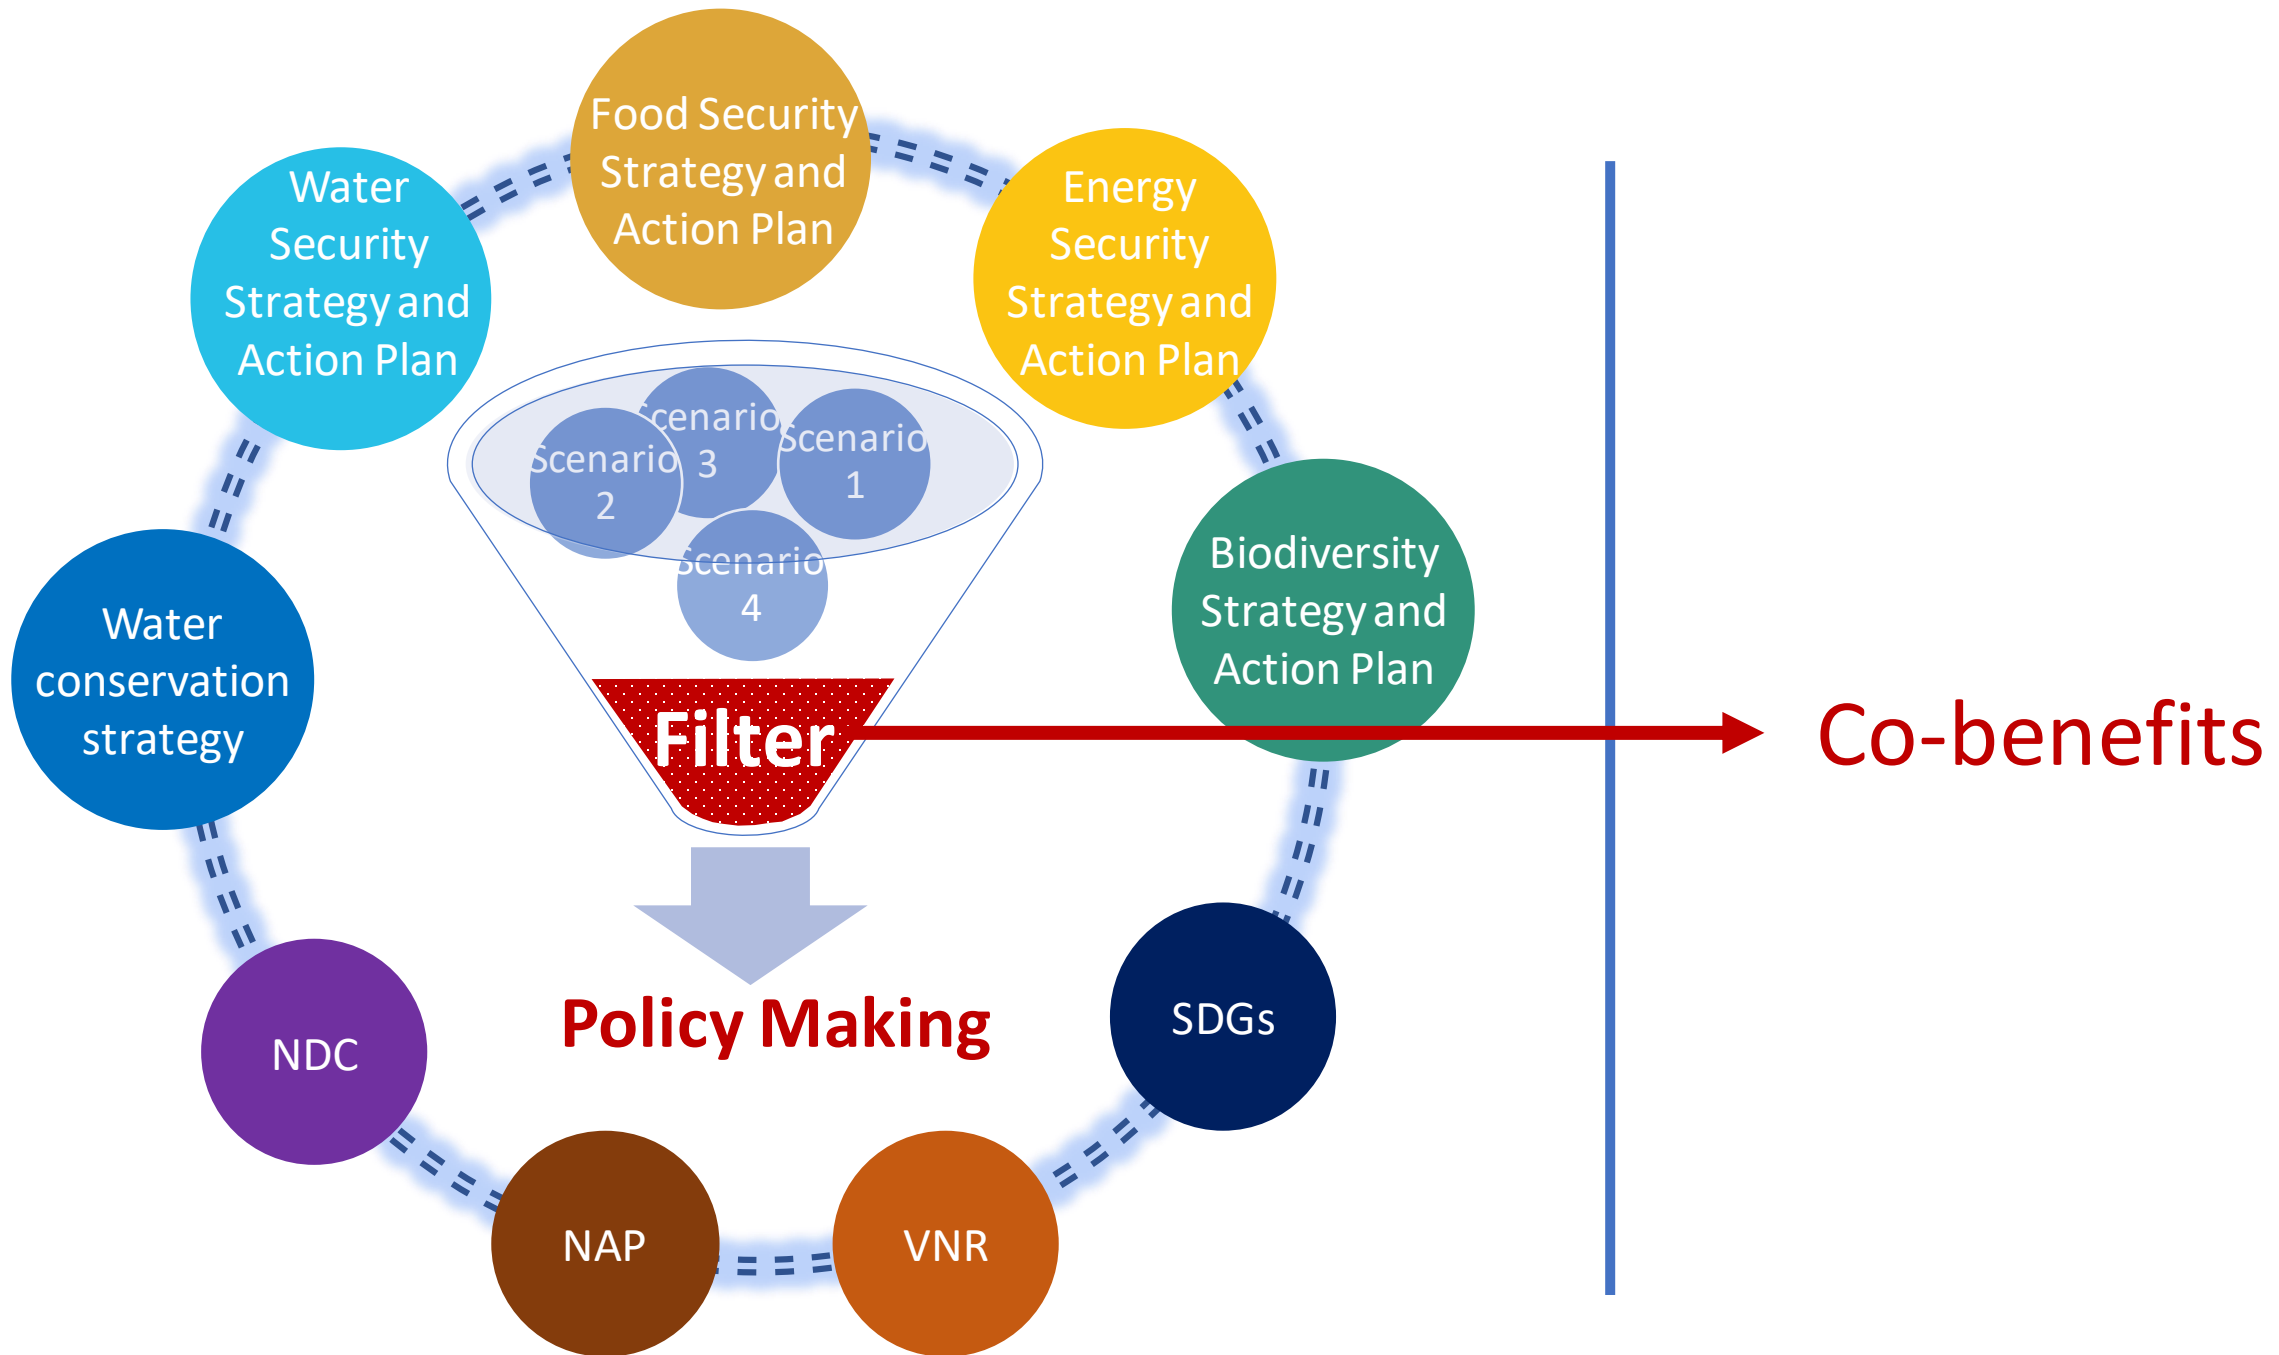 Food Security
Strategy and
Action Plan
Water
Security
Strategy and
Action Plan
Energy
Security
Strategy and
Action Plan
Scenario
3
Scenario
1
Scenario
2
Scenario
4
Biodiversity
Strategy and
Action Plan
Water
conservation
strategy
Filter
Co-benefits
Policy Making
SDGs
NDC
NAP
VNR